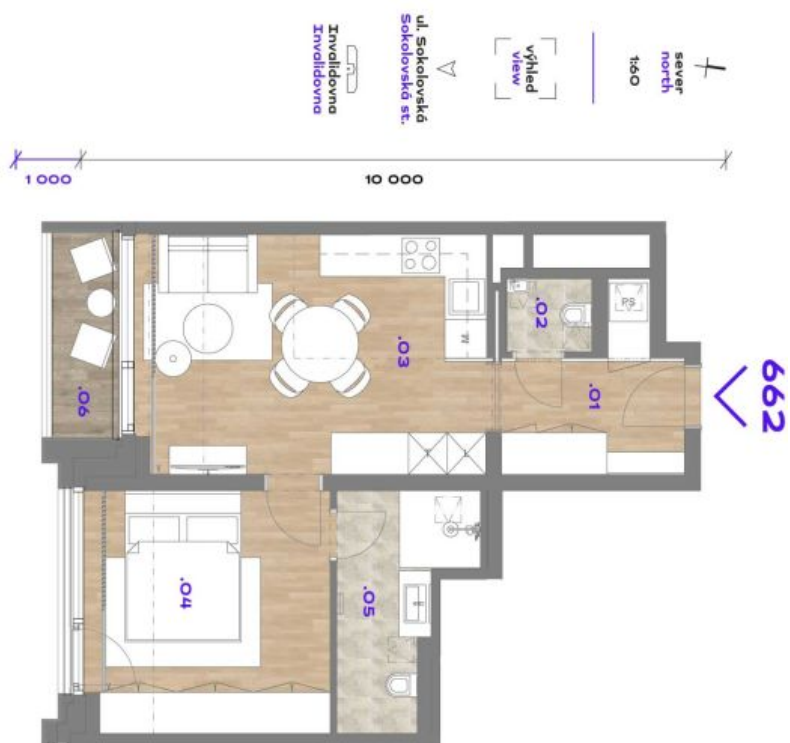 sever
north
1:60
výhled
view
ul. Sokolovská
Sokolovská st.
Invalidovna
Invalidovna
1 000
10 000
662
.01
.02
.03
.04
.05
.06
PS
M